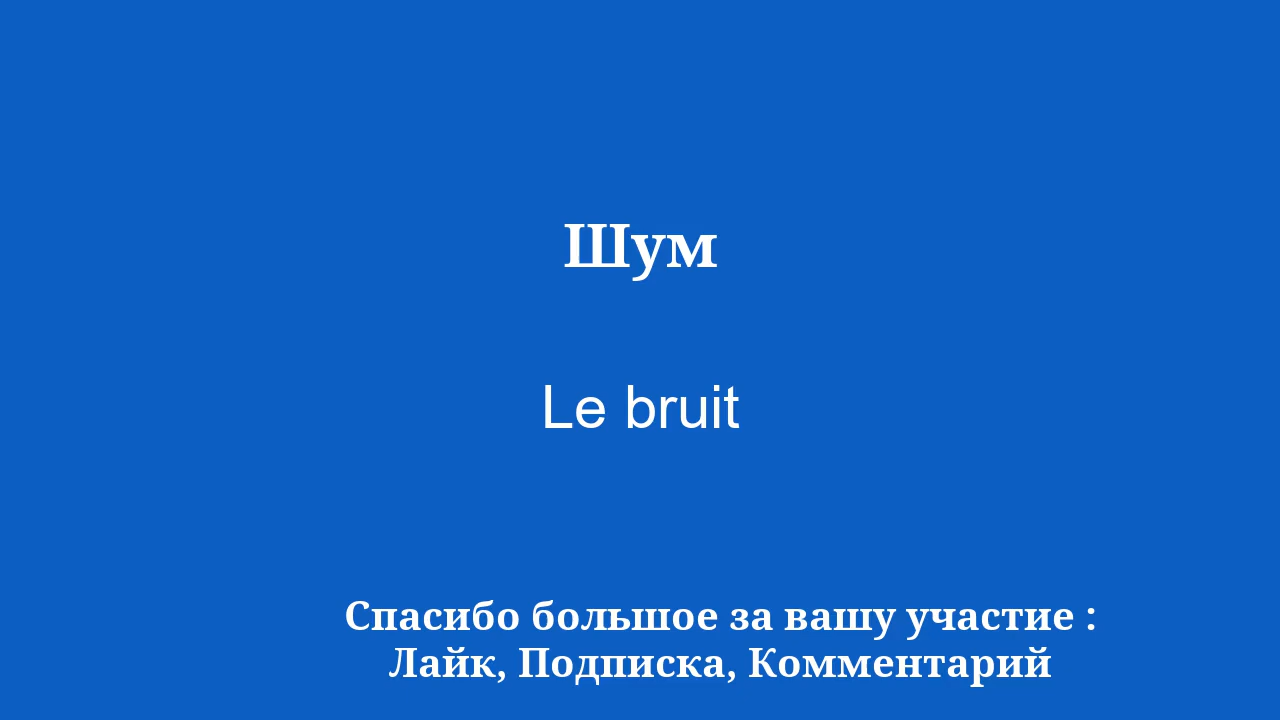 Шум
Le bruit
Спасибо большое за вашу участие :
Лайк, Подписка, Комментарий